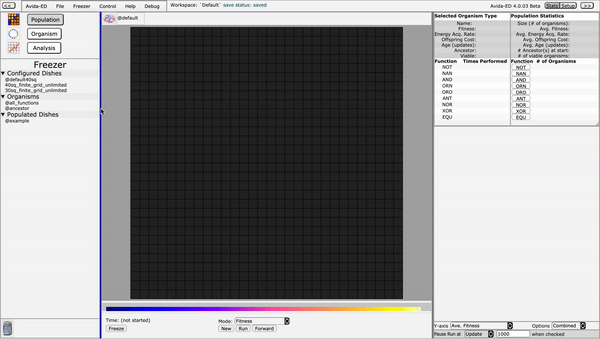 << Avida-ED File Freezer Control Help Debug Workspace: `Default` save status: saved Avida-ED 4.0.03 Beta Stats Setup >>
Population
Organism
Analysis
Freezer
Configured Dishes
@default40sq
40sq_finite_grid_unlimited
30sq_finite_grid_unlimited
Organisms
@all_functions
@ancestor
Populated Dishes
@example
@default
Time: (not started)
Freeze
Mode: Fitness
New Run Forward
Selected Organism Type
Name:
Fitness:
Energy Acq. Rate:
Offspring Cost:
Age (updates):
Ancestor:
Viable:
Function Times Performed
NOT
NAN
AND
ORN
ORO
ANT
NOR
XOR
EQU
Population Statistics
Size (# of organisms):
Avg. Fitness:
Avg. Energy Acq. Rate:
Avg. Offspring Cost:
Avg. Age (updates):
# Ancestor(s) at start:
# of viable organisms:
Function # of Organisms
NOT
NAN
AND
ORN
ORO
ANT
NOR
XOR
EQU
Y-axis Ave. Fitness Options Combined
Pause Run at Update 1000 when checked